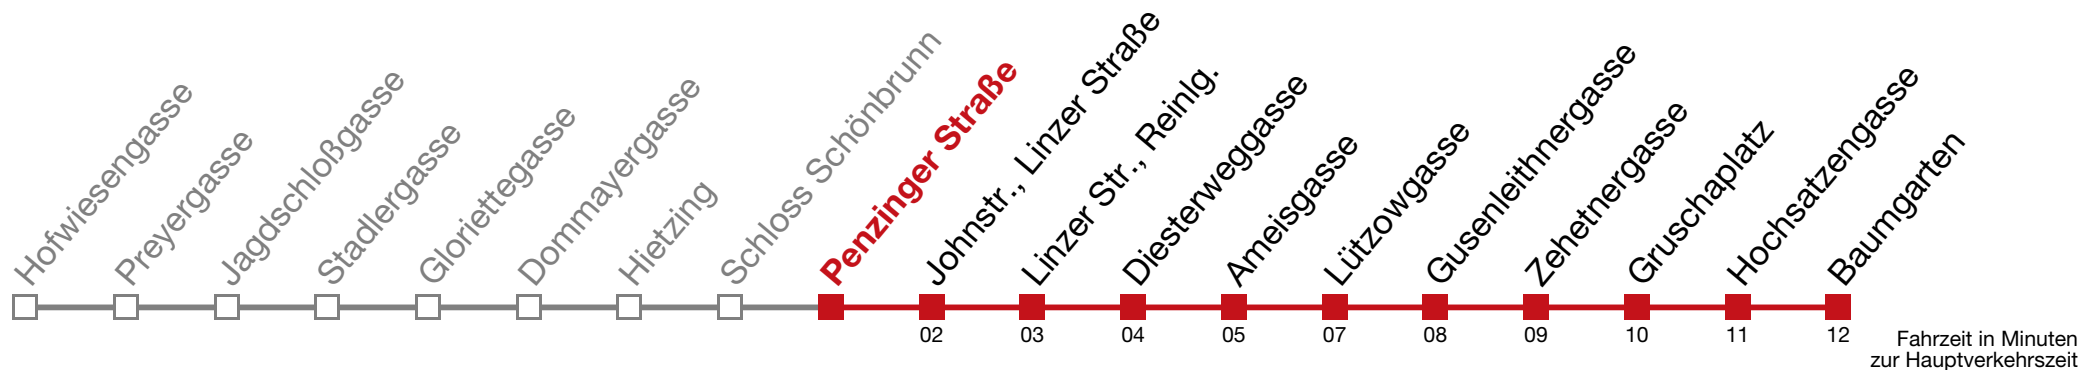 Hofwiesengasse
Preyergasse
Jagdschloßgasse
Stadlergasse
Gloriettegasse
Dommayergasse
Hietzing
Schloss Schönbrunn
Penzinger Straße
Johnstr., Linzer Straße
Linzer Str., Reinlg.
Diesterweggasse
Ameisgasse
Lützowgasse
Gusenleithnergasse
Zehetnergasse
Gruschaplatz
Hochsatzengasse
Baumgarten
02 03 04 05 07 08 09 10 11 12
Fahrzeit in Minuten
zur Hauptverkehrszeit